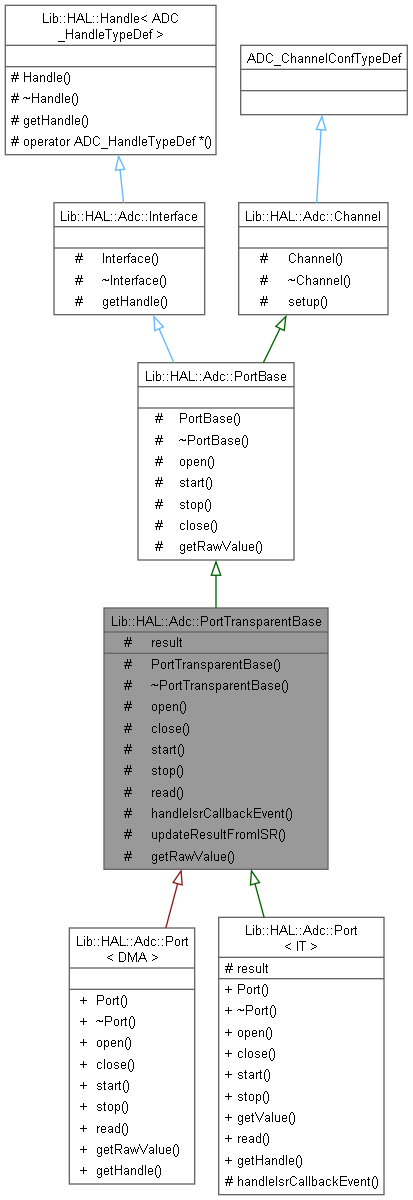 Lib::HAL::Handle< ADC
_HandleTypeDef >
# Handle()
# ~Handle()
# getHandle()
# operator ADC_HandleTypeDef *()
ADC_ChannelConfTypeDef
Lib::HAL::Adc::Interface
# Interface()
# ~Interface()
# getHandle()
Lib::HAL::Adc::Channel
# Channel()
# ~Channel()
# setup()
Lib::HAL::Adc::PortBase
# PortBase()
# ~PortBase()
# open()
# start()
# stop()
# close()
# getRawValue()
Lib::HAL::Adc::PortTransparentBase
# result
# PortTransparentBase()
# ~PortTransparentBase()
# open()
# close()
# start()
# stop()
# read()
# handleIsrCallbackEvent()
# updateResultFromISR()
# getRawValue()
Lib::HAL::Adc::Port
< DMA >
+ Port()
+ ~Port()
+ open()
+ close()
+ start()
+ stop()
+ read()
+ getRawValue()
+ getHandle()
Lib::HAL::Adc::Port
< IT >
# result
+ Port()
+ ~Port()
+ open()
+ close()
+ start()
+ stop()
+ getValue()
+ read()
+ getHandle()
# handleIsrCallbackEvent()